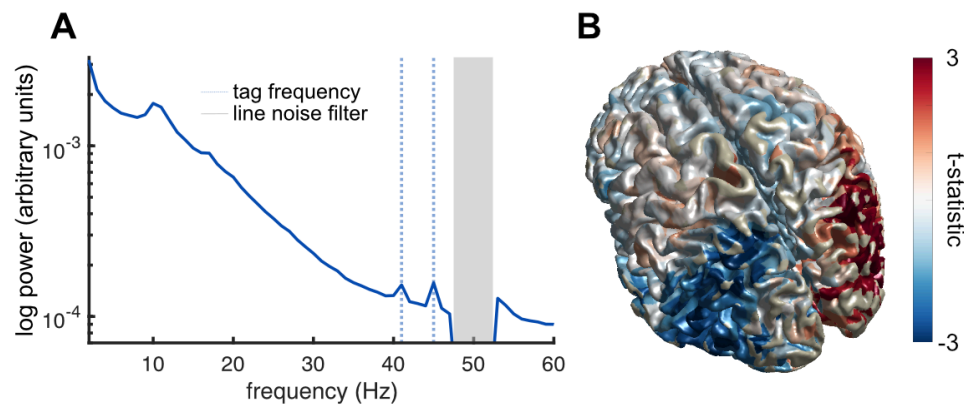 A
log power (arbitrary units)
10⁻³
10⁻⁴
tag frequency
line noise filter
10
20
30
40
50
60
frequency (Hz)
B
3
t-statistic
-3